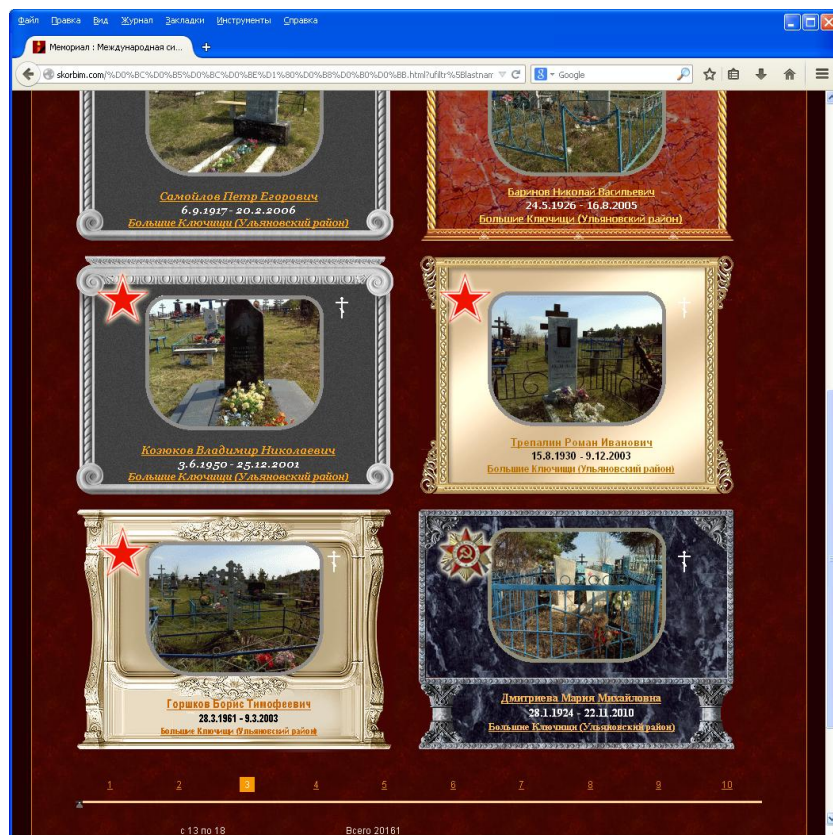 Файл Правка Вид Журнал Закладки Инструменты Справка
Мемориал : Международная си...
skorbim.com/%D0%BC%D0%B5%D0%BC%D0%BE%D1%80%D0%B8%D0%B0%D0%BB.html?ufiltr%5Blastnam
Google
Самойлов Петр Егорович
6.9.1917 - 20.2.2006
Большие Ключищи (Ульяновский район)
Баринов Николай Васильевич
24.5.1926 - 16.8.2005
Большие Ключищи (Ульяновский район)
Козюков Владимир Николаевич
3.6.1950 - 25.12.2001
Большие Ключищи (Ульяновский район)
Трепалин Роман Иванович
15.8.1930 - 9.12.2003
Большие Ключищи (Ульяновский район)
Горшков Борис Тимофеевич
28.3.1961 - 9.3.2003
Большие Ключищи (Ульяновский район)
Дмитриева Мария Михайловна
28.1.1924 - 22.11.2010
Большие Ключищи (Ульяновский район)
1 2 3 4 5 6 7 8 9 10
с 13 по 18 Всего 20161